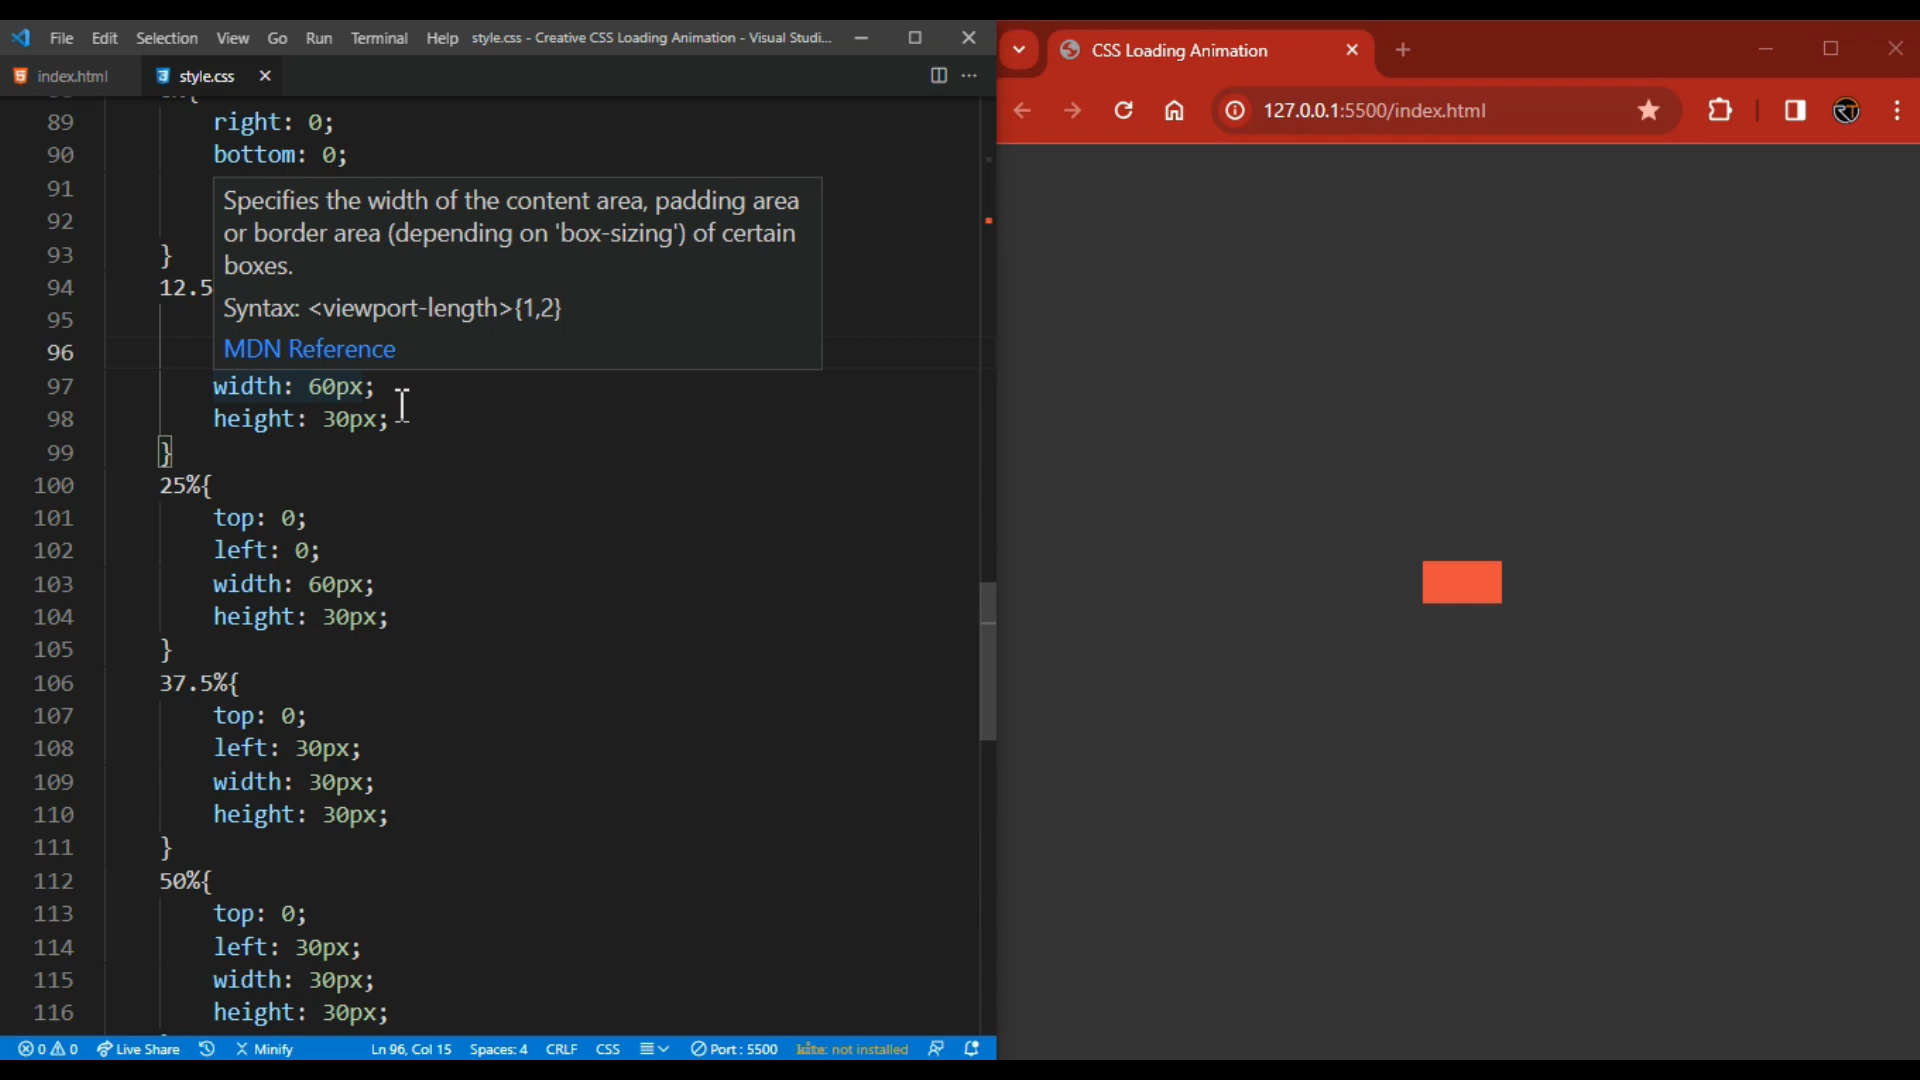 File Edit Selection View Go Run Terminal Help style.css - Creative CSS Loading Animation - Visual Studi...
index.html style.css
89 right: 0;
90 bottom: 0;
91
92
93 }
94 12.5
95
96
97 width: 60px;
98 height: 30px;
99 }
100 25%{
101 top: 0;
102 left: 0;
103 width: 60px;
104 height: 30px;
105 }
106 37.5%{
107 top: 0;
108 left: 30px;
109 width: 30px;
110 height: 30px;
111 }
112 50%{
113 top: 0;
114 left: 30px;
115 width: 30px;
116 height: 30px;
Specifies the width of the content area, padding area
or border area (depending on 'box-sizing') of certain
boxes.
Syntax: <viewport-length>{1,2}
MDN Reference
0 0 Live Share Minify Ln 96, Col 15 Spaces: 4 CRLF CSS Port : 5500 kite: not installed
CSS Loading Animation
127.0.0.1:5500/index.html
RT